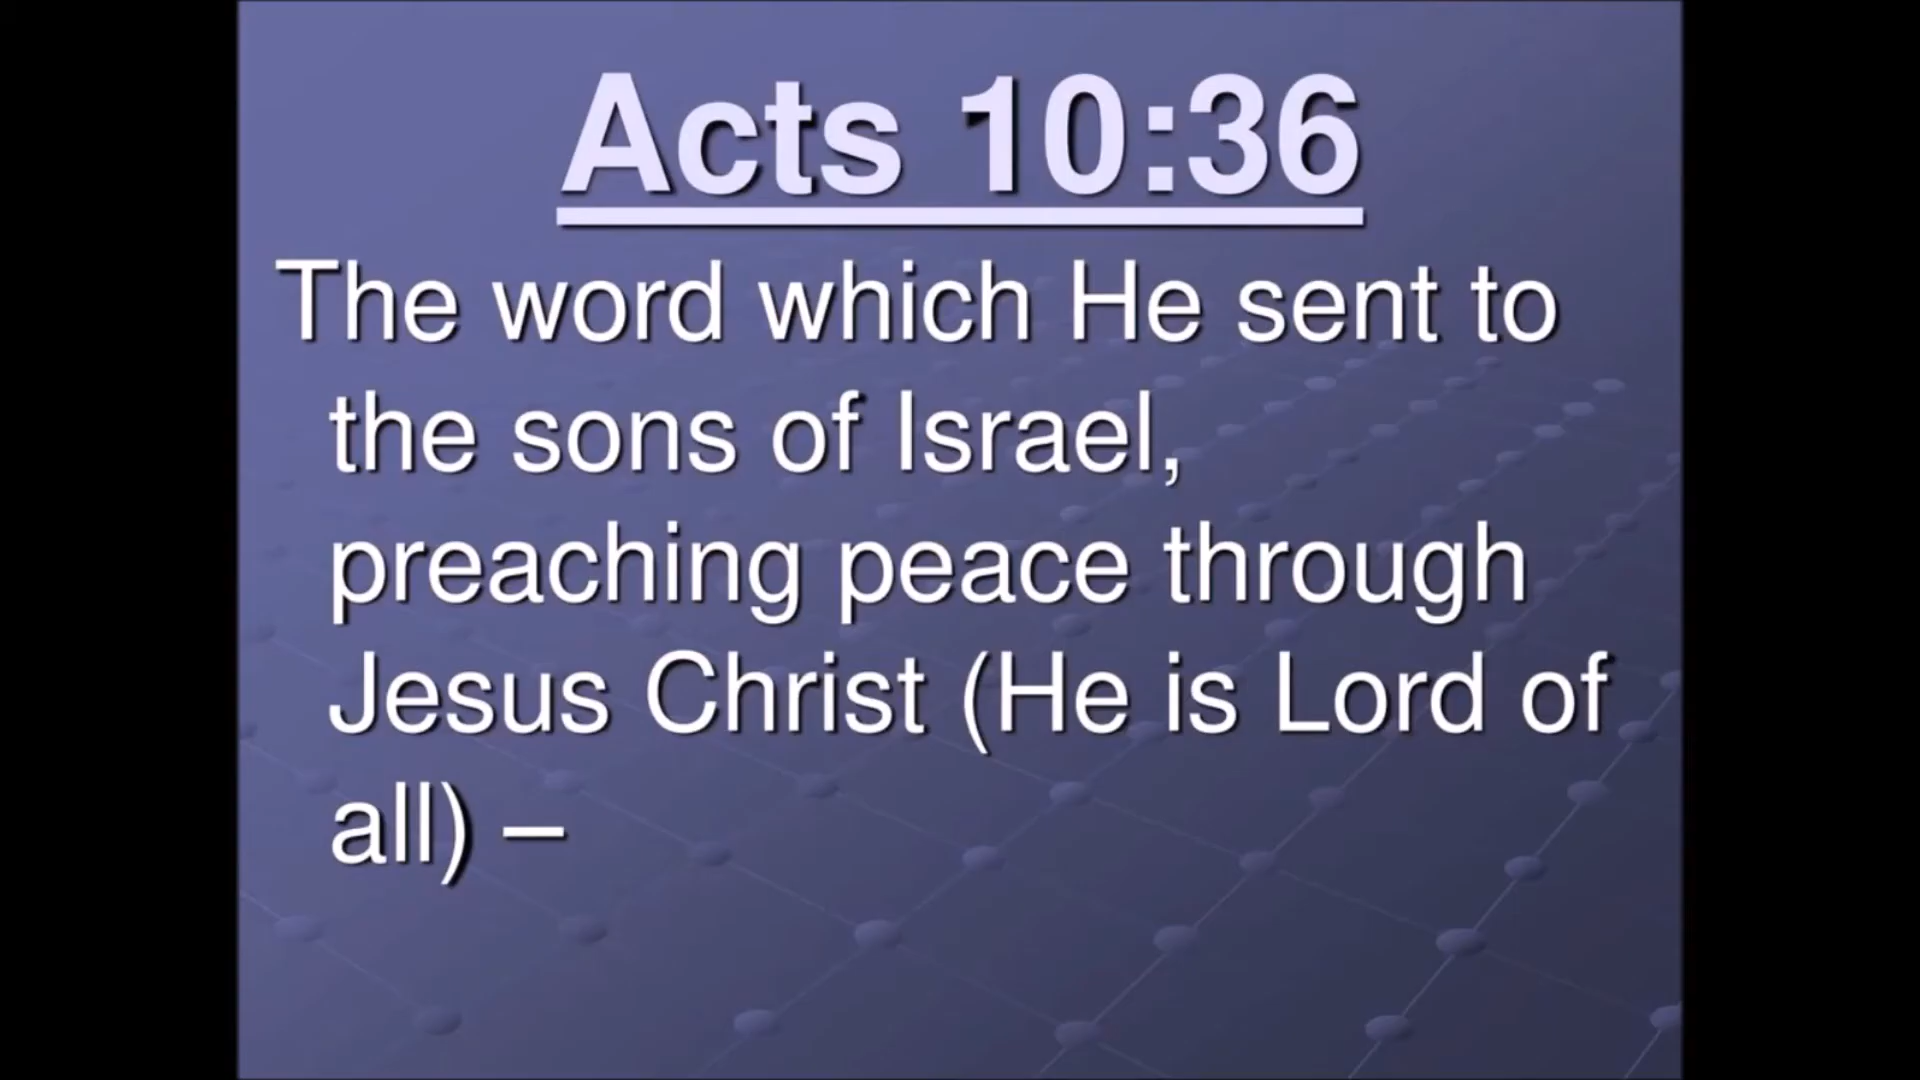 Acts 10:36
The word which He sent to
the sons of Israel,
preaching peace through
Jesus Christ (He is Lord of
all) –